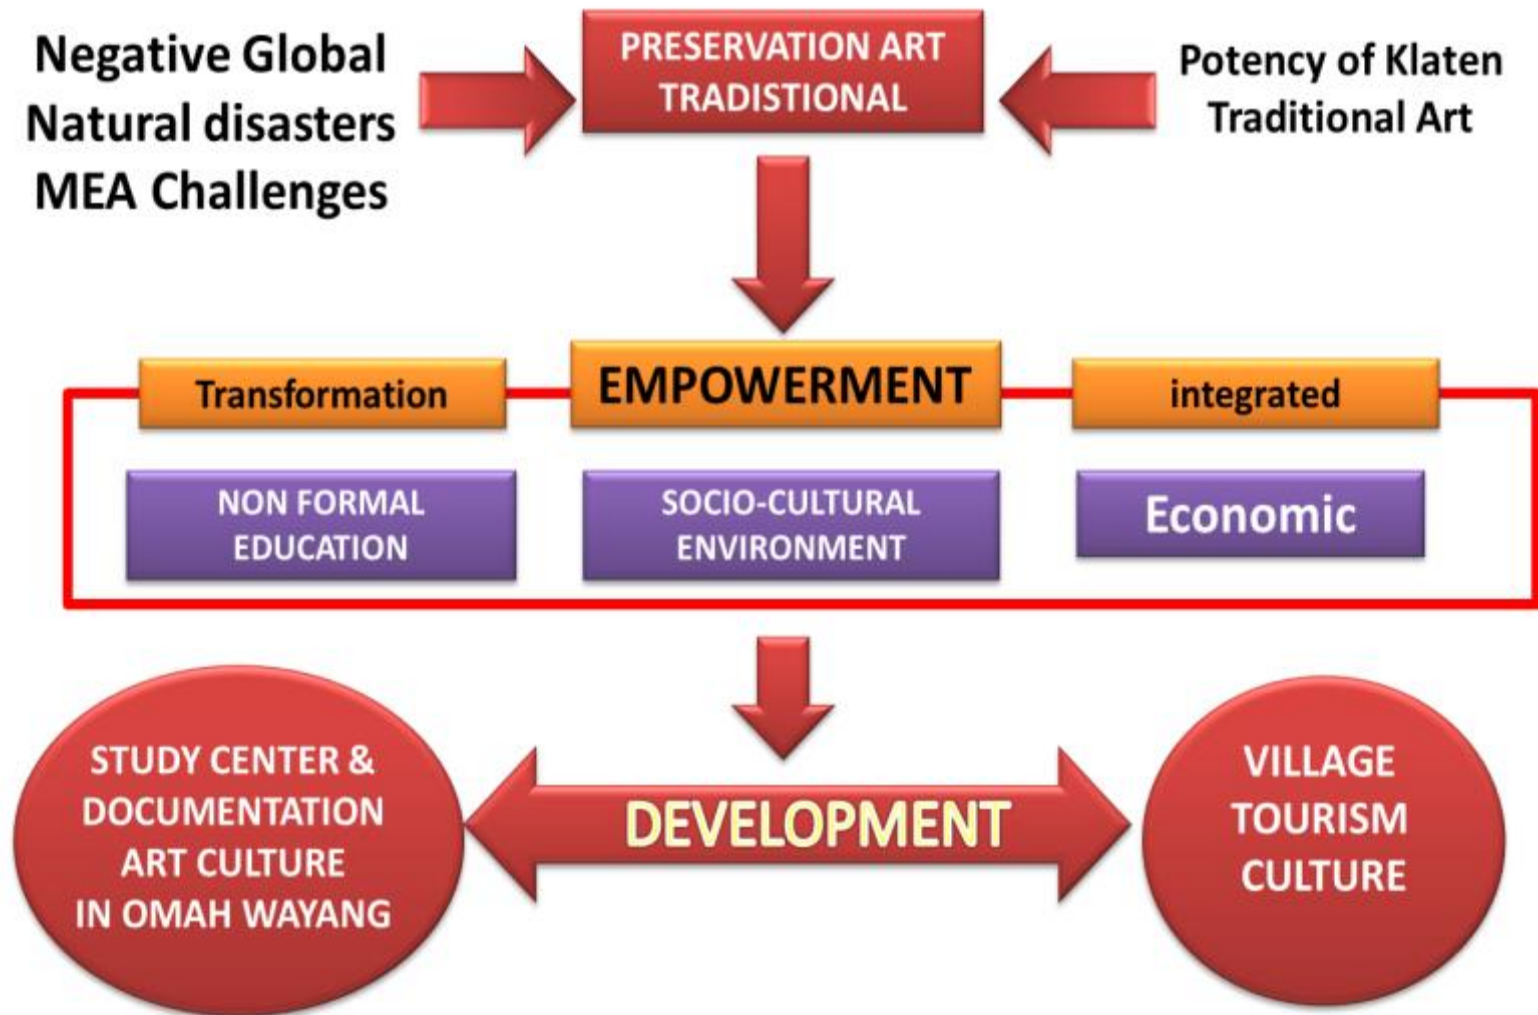 Negative Global
Natural disasters
MEA Challenges
PRESERVATION ART
TRADISTIONAL
Potency of Klaten
Traditional Art
Transformation
EMPOWERMENT
integrated
NON FORMAL
EDUCATION
SOCIO-CULTURAL
ENVIRONMENT
Economic
STUDY CENTER &
DOCUMENTATION
ART CULTURE
IN OMAH WAYANG
DEVELOPMENT
VILLAGE
TOURISM
CULTURE